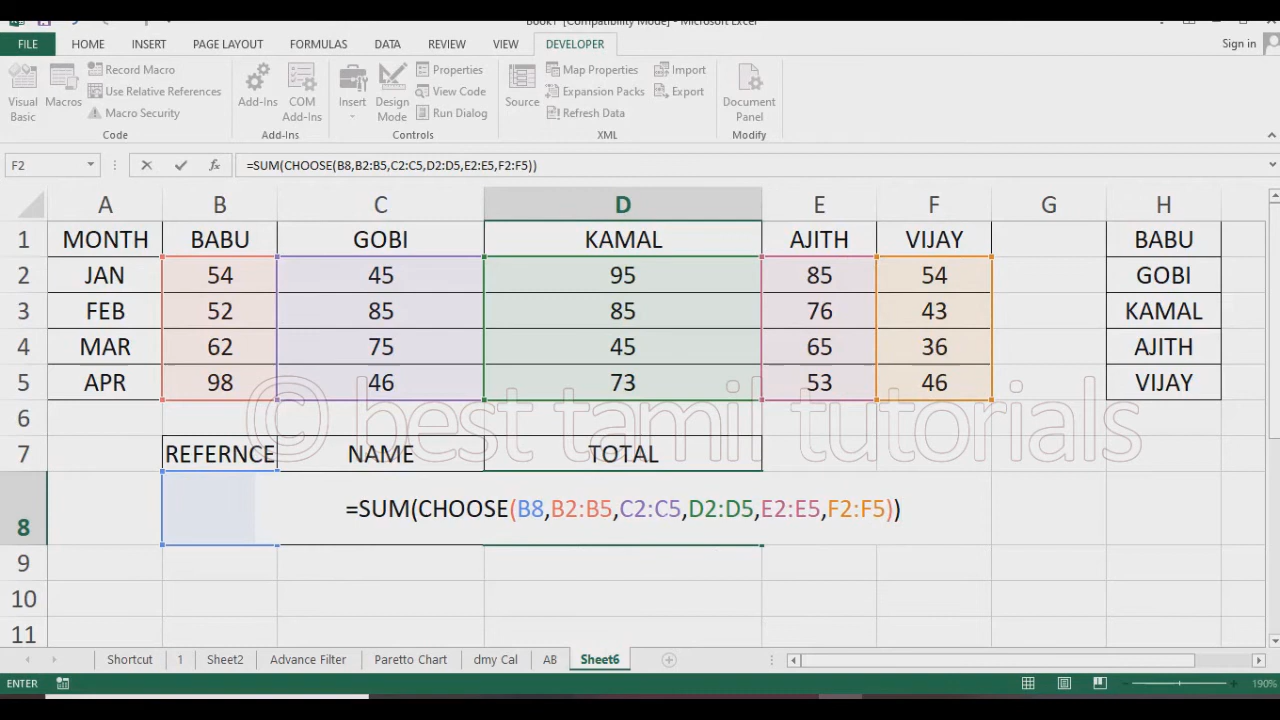 Book1 [Compatibility Mode] - Microsoft Excel
FILE HOME INSERT PAGE LAYOUT FORMULAS DATA REVIEW VIEW DEVELOPER Sign in
Visual Basic
Macros
Record Macro
Use Relative References
Macro Security
Code
Add-Ins
COM Add-Ins
Add-Ins
Insert
Design Mode
Properties
View Code
Run Dialog
Controls
Source
Map Properties
Expansion Packs
Refresh Data
Import
Export
XML
Document Panel
Modify
F2 fx =SUM(CHOOSE(B8,B2:B5,C2:C5,D2:D5,E2:E5,F2:F5))
A B C D E F G H
1 MONTH BABU GOBI KAMAL AJITH VIJAY BABU
2 JAN 54 45 95 85 54 GOBI
3 FEB 52 85 85 76 43 KAMAL
4 MAR 62 75 45 65 36 AJITH
5 APR 98 46 73 53 46 VIJAY
© best tamil tutorials
6
7 REFERNCE NAME TOTAL
8 =SUM(CHOOSE(B8,B2:B5,C2:C5,D2:D5,E2:E5,F2:F5))
9
10
11
Shortcut 1 Sheet2 Advance Filter Paretto Chart dmy Cal AB Sheet6
ENTER 190%